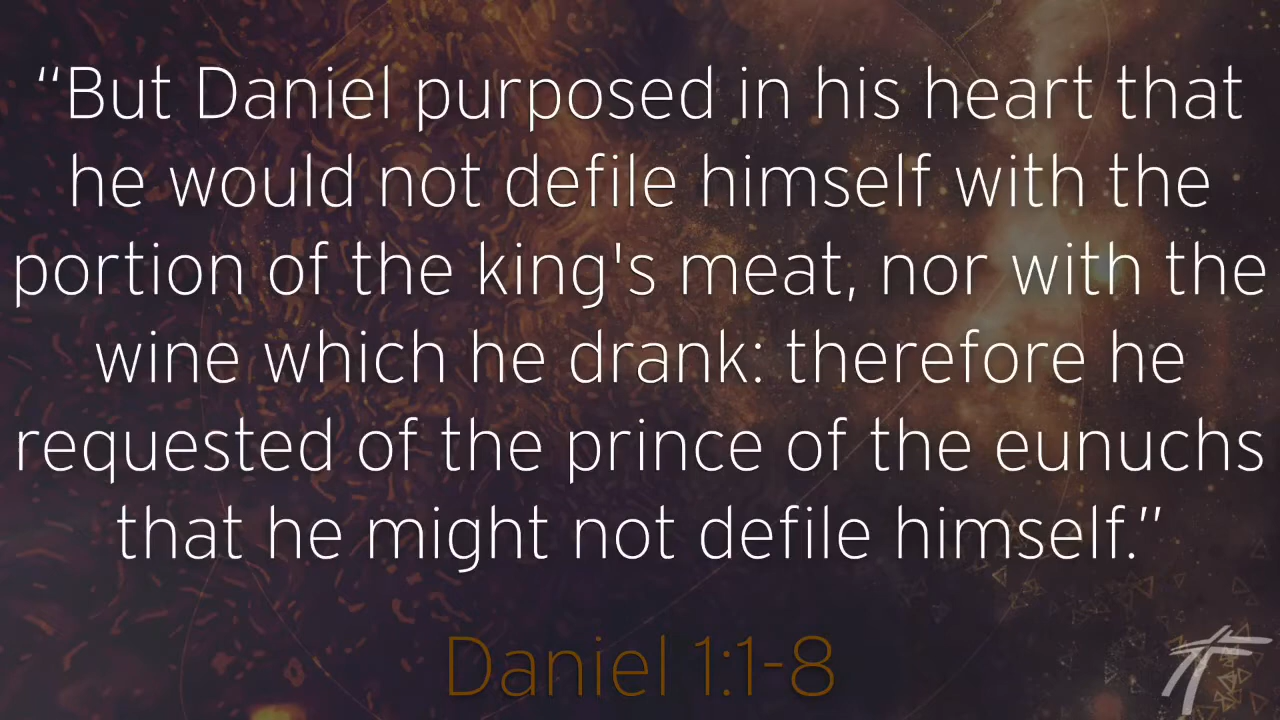 “But Daniel purposed in his heart that
he would not defile himself with the
portion of the king's meat, nor with the
wine which he drank: therefore he
requested of the prince of the eunuchs
that he might not defile himself.”
Daniel 1:1-8